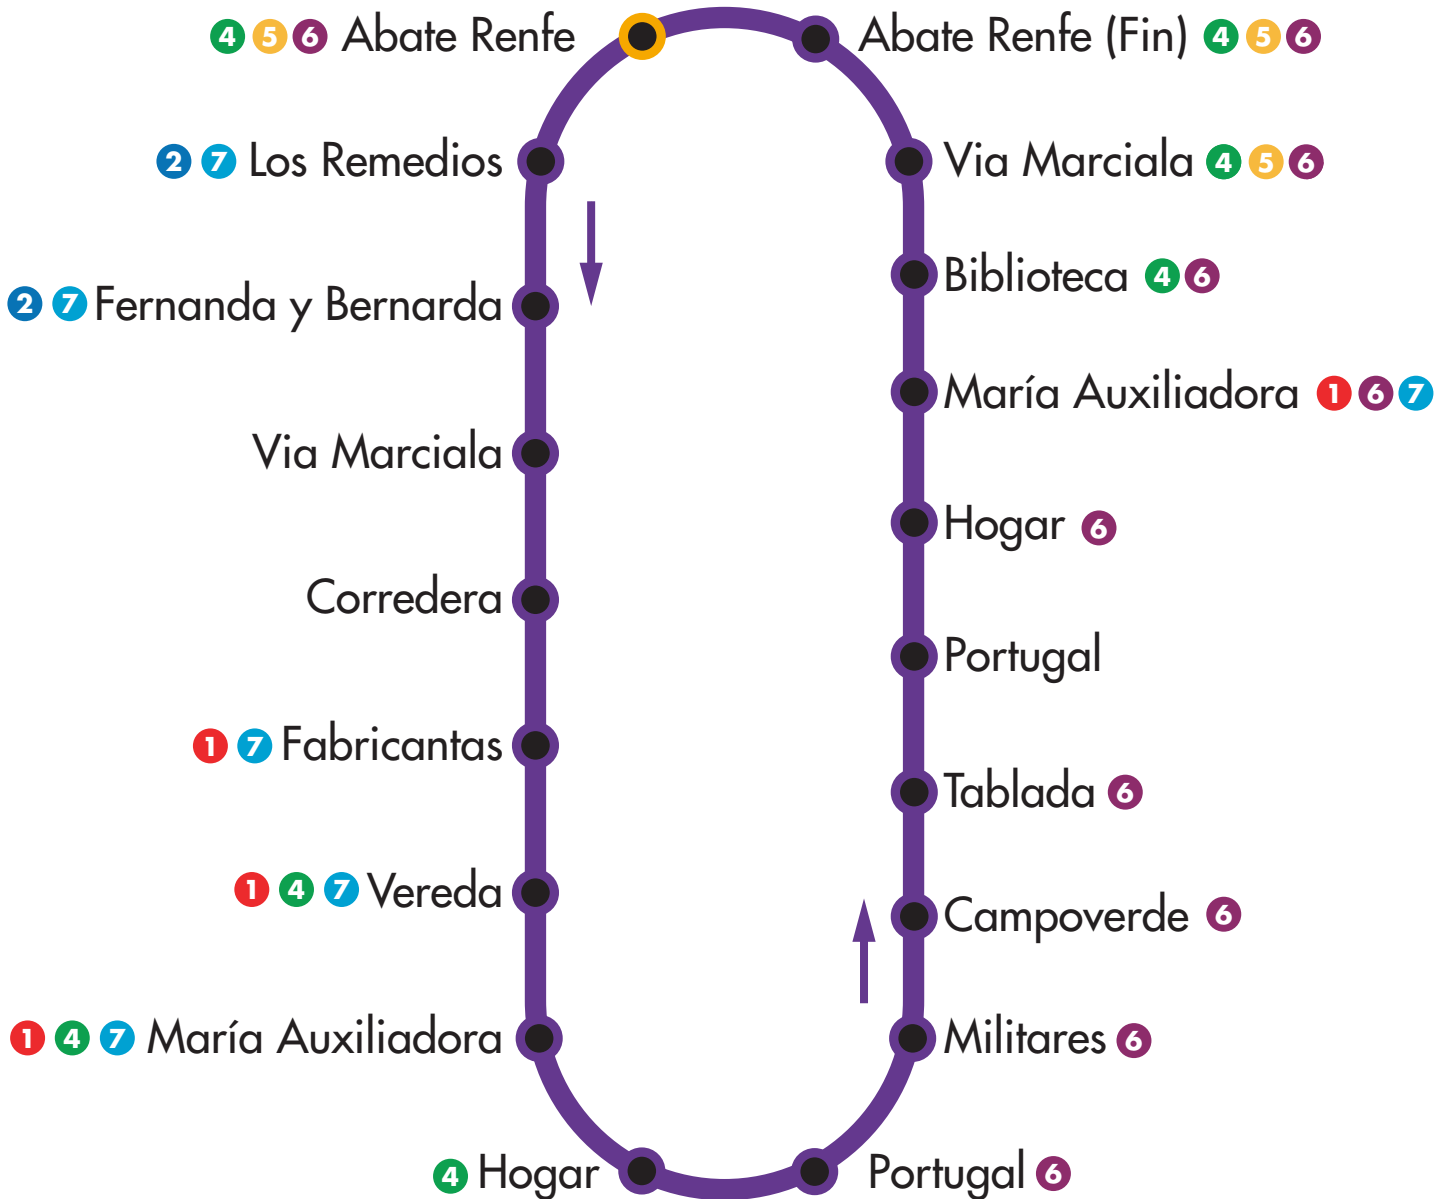 4 5 6 Abate Renfe
Abate Renfe (Fin) 4 5 6
2 7 Los Remedios
Via Marciala 4 5 6
Biblioteca 4 6
2 7 Fernanda y Bernarda
María Auxiliadora 1 6 7
Via Marciala
Hogar 6
Corredera
Portugal
1 7 Fabricantas
Tablada 6
1 4 7 Vereda
Campoverde 6
1 4 7 María Auxiliadora
Militares 6
4 Hogar
Portugal 6